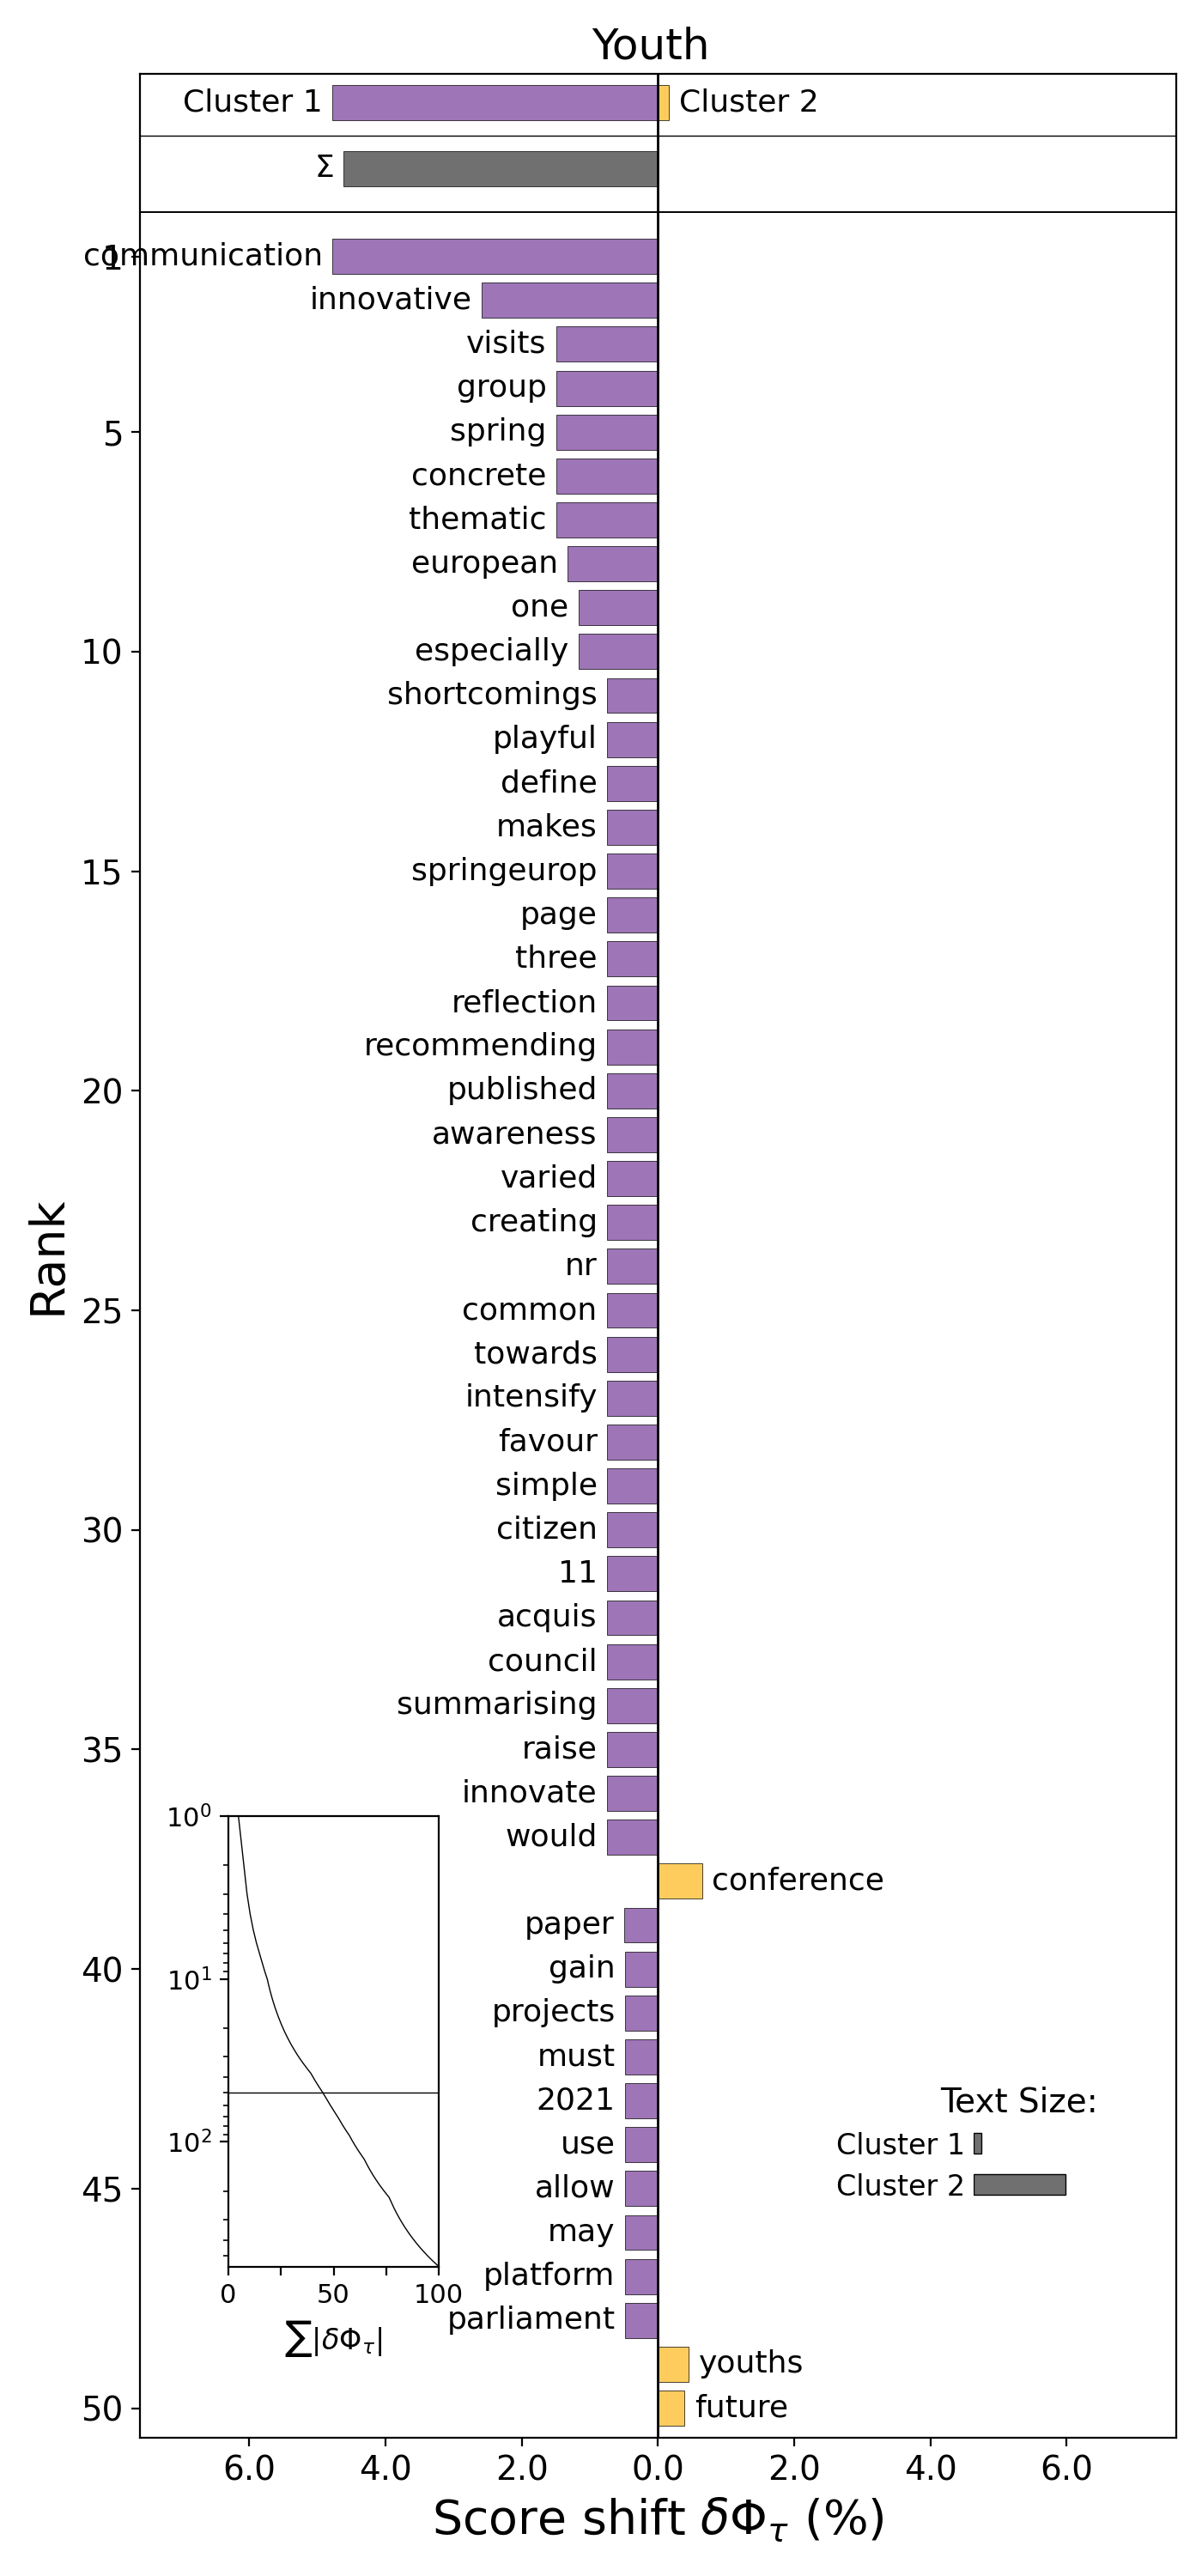 Youth
Cluster 1 Cluster 2
Σ
1 communication
innovative
visits
group
5 spring
concrete
thematic
european
one
10 especially
shortcomings
playful
define
makes
15 springeurop
page
three
reflection
recommending
20 published
awareness
varied
creating
nr
25 common
towards
intensify
favour
simple
30 citizen
11
acquis
council
summarising
35 raise
innovate
would
conference
paper
40 gain
projects
must
2021
use
45 allow
may
platform
parliament
youths
50 future
Rank
10⁰
10¹
10²
0 50 100
∑|δΦ_τ|
Text Size:
Cluster 1
Cluster 2
6.0 4.0 2.0 0.0 2.0 4.0 6.0
Score shift δΦ_τ (%)